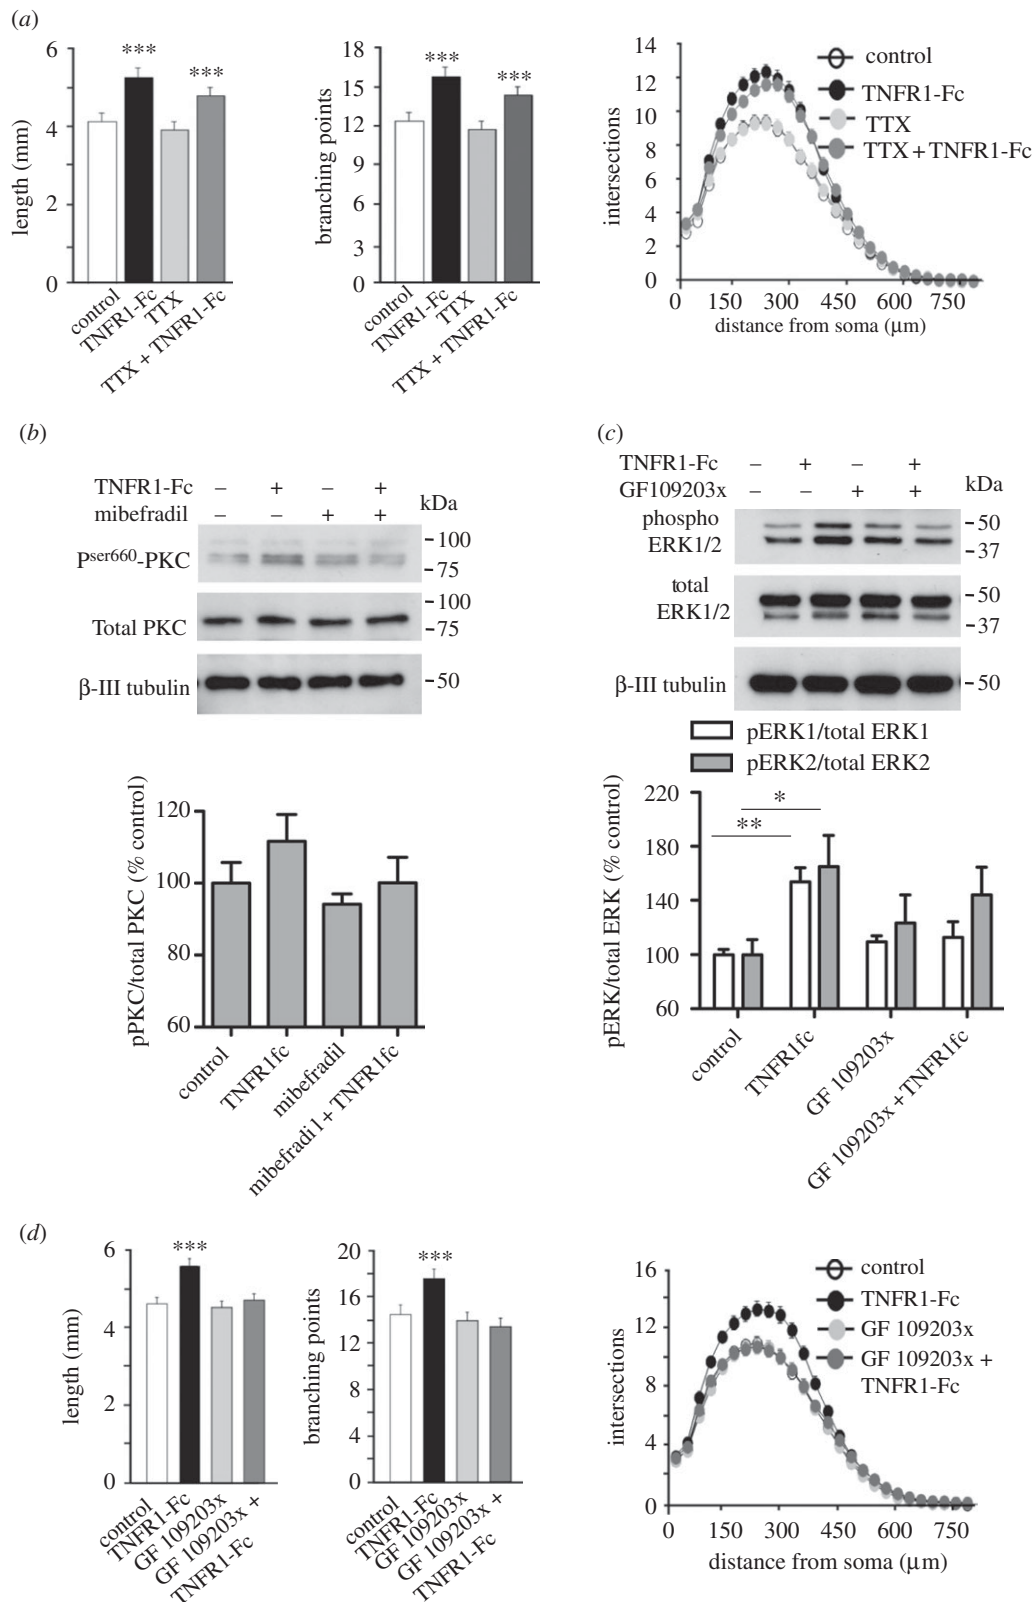 (a)
6
4
2
0
length (mm)
***
***
control
TNFR1-Fc
TTX
TTX + TNFR1-Fc
18
15
12
9
6
3
0
branching points
***
***
control
TNFR1-Fc
TTX
TTX + TNFR1-Fc
14
12
10
8
6
4
2
0
intersections
control
TNFR1-Fc
TTX
TTX + TNFR1-Fc
0 150 300 450 600 750
distance from soma (μm)
(b)
TNFR1-Fc – + – +
mibefradil – – + +
kDa
Pser660-PKC
100
75
Total PKC
100
75
β-III tubulin
50
120
100
80
60
pPKC/total PKC (% control)
control
TNFR1fc
mibefradil
mibefradil + TNFR1fc
(c)
TNFR1-Fc – + – +
GF109203x – – + +
kDa
phospho
ERK1/2
50
37
total
ERK1/2
50
37
β-III tubulin
50
pERK1/total ERK1
pERK2/total ERK2
220
180
140
100
60
pERK/total ERK (% control)
*
**
control
TNFR1fc
GF 109203x
GF 109203x +TNFR1fc
(d)
6
4
2
0
length (mm)
***
control
TNFR1-Fc
GF 109203x
GF 109203x +
TNFR1-Fc
20
16
12
8
4
0
branching points
***
control
TNFR1-Fc
GF 109203x
GF 109203x +
TNFR1-Fc
16
12
8
4
0
intersections
control
TNFR1-Fc
GF 109203x
GF 109203x +
TNFR1-Fc
0 150 300 450 600 750
distance from soma (μm)